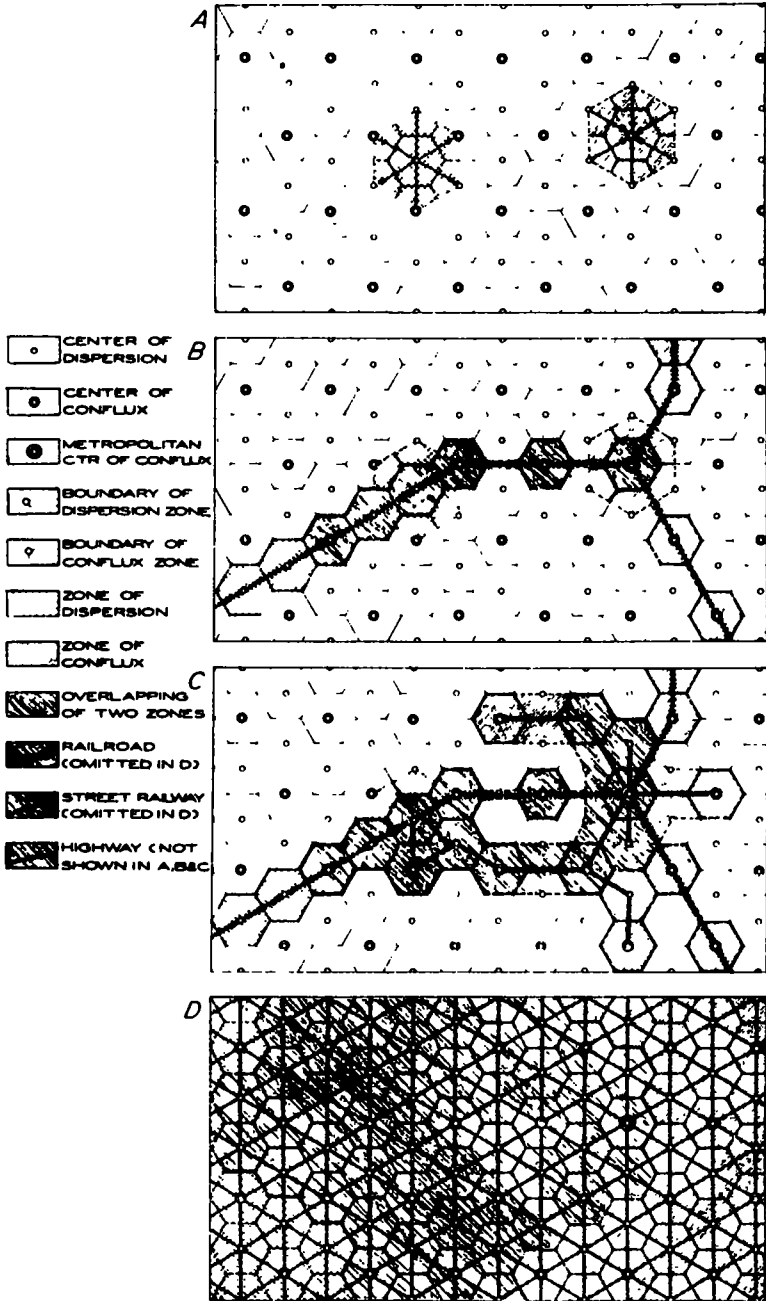 A
B
C
D
CENTER OF
DISPERSION
CENTER OF
CONFLUX
METROPOLITAN
CTR OF CONFLUX
BOUNDARY OF
DISPERSION ZONE
BOUNDARY OF
CONFLUX ZONE
ZONE OF
DISPERSION
ZONE OF
CONFLUX
OVERLAPPING
OF TWO ZONES
RAILROAD
(OMITTED IN D)
STREET RAILWAY
(OMITTED IN D)
HIGHWAY (NOT
SHOWN IN A,B&C